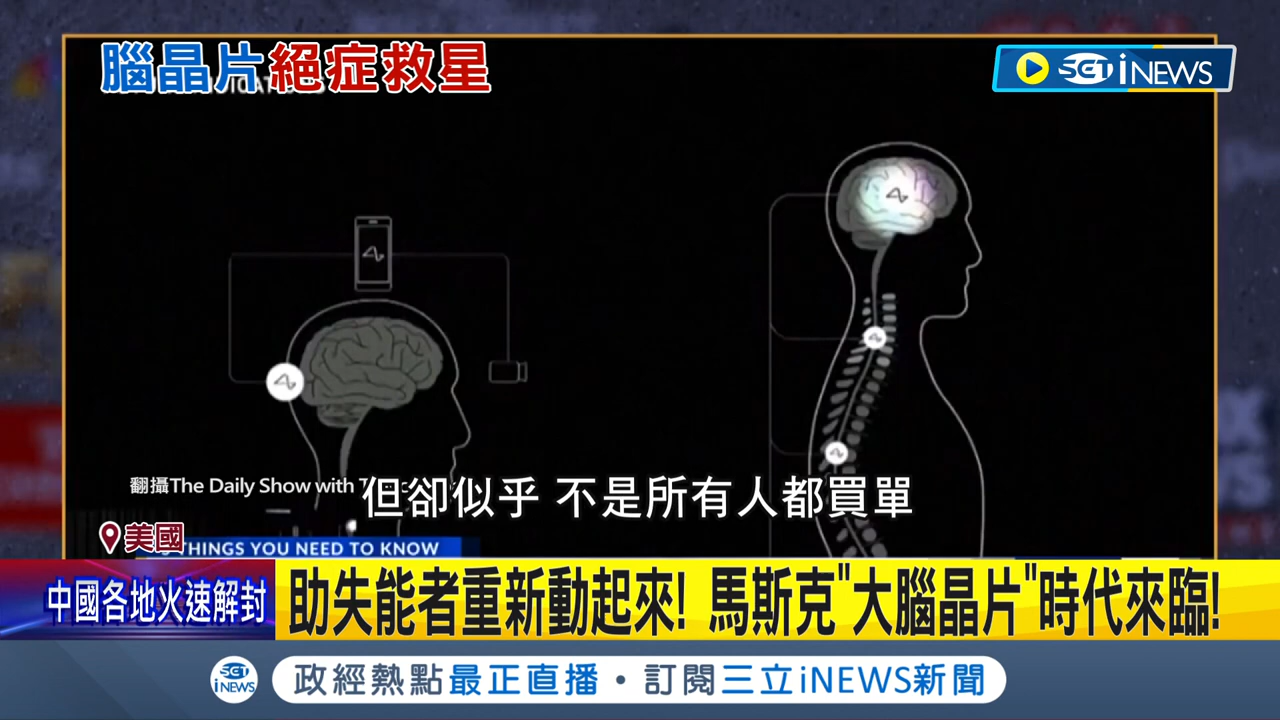 腦晶片絕症救星
SET iNEWS
翻攝The Daily Show with
但卻似乎 不是所有人都買單
美國
THINGS YOU NEED TO KNOW
中國各地火速解封
助失能者重新動起來! 馬斯克"大腦晶片"時代來臨!
SET iNEWS
政經熱點最正直播·訂閱三立iNEWS新聞